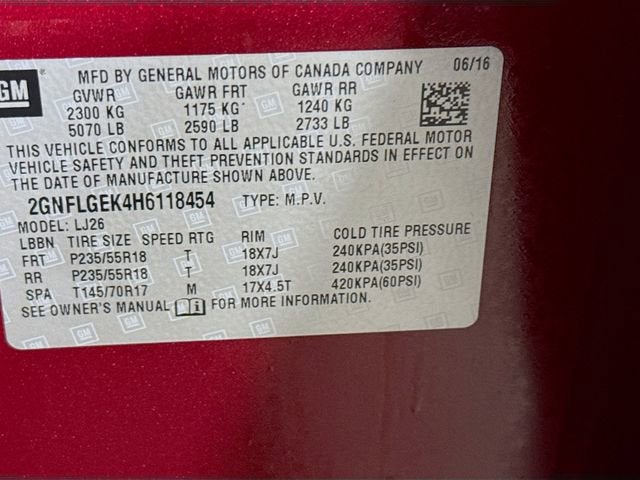 GM
MFD BY GENERAL MOTORS OF CANADA COMPANY 06/16
GVWR GAWR FRT GAWR RR
2300 KG 1175 KG 1240 KG
5070 LB 2590 LB 2733 LB
THIS VEHICLE CONFORMS TO ALL APPLICABLE U.S. FEDERAL MOTOR
VEHICLE SAFETY AND THEFT PREVENTION STANDARDS IN EFFECT ON
THE DATE OF MANUFACTURE SHOWN ABOVE.
2GNFLGEK4H6118454 TYPE: M.P.V.
MODEL: LJ26
LBBN TIRE SIZE SPEED RTG RIM COLD TIRE PRESSURE
FRT P235/55R18 T 18X7J 240KPA(35PSI)
RR P235/55R18 T 18X7J 240KPA(35PSI)
SPA T145/70R17 M 17X4.5T 420KPA(60PSI)
SEE OWNER'S MANUAL FOR MORE INFORMATION.